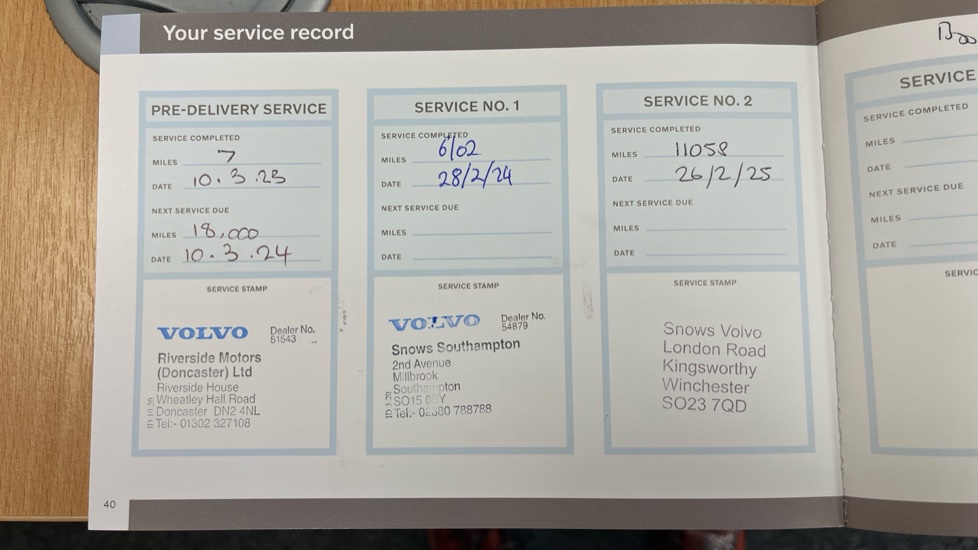 Your service record
PRE-DELIVERY SERVICE
SERVICE COMPLETED
MILES 7
DATE 10.3.23
NEXT SERVICE DUE
MILES 18,000
DATE 10.3.24
SERVICE STAMP
VOLVO Dealer No. 51543
Riverside Motors
(Doncaster) Ltd
Riverside House
Wheatley Hall Road
Doncaster DN2 4NL
Tel:- 01302 327108
SERVICE NO. 1
SERVICE COMPLETED
MILES 6102
DATE 28/2/24
NEXT SERVICE DUE
MILES
DATE
SERVICE STAMP
VOLVO Dealer No. 54879
Snows Southampton
2nd Avenue
Millbrook
Southampton
SO15
Tel:- 02380 788788
SERVICE NO. 2
SERVICE COMPLETED
MILES 11058
DATE 26/2/25
NEXT SERVICE DUE
MILES
DATE
SERVICE STAMP
Snows Volvo
London Road
Kingsworthy
Winchester
SO23 7QD
SERVICE
SERVICE COMPLETED
MILES
DATE
NEXT SERVICE DUE
MILES
DATE
SERVIC
40